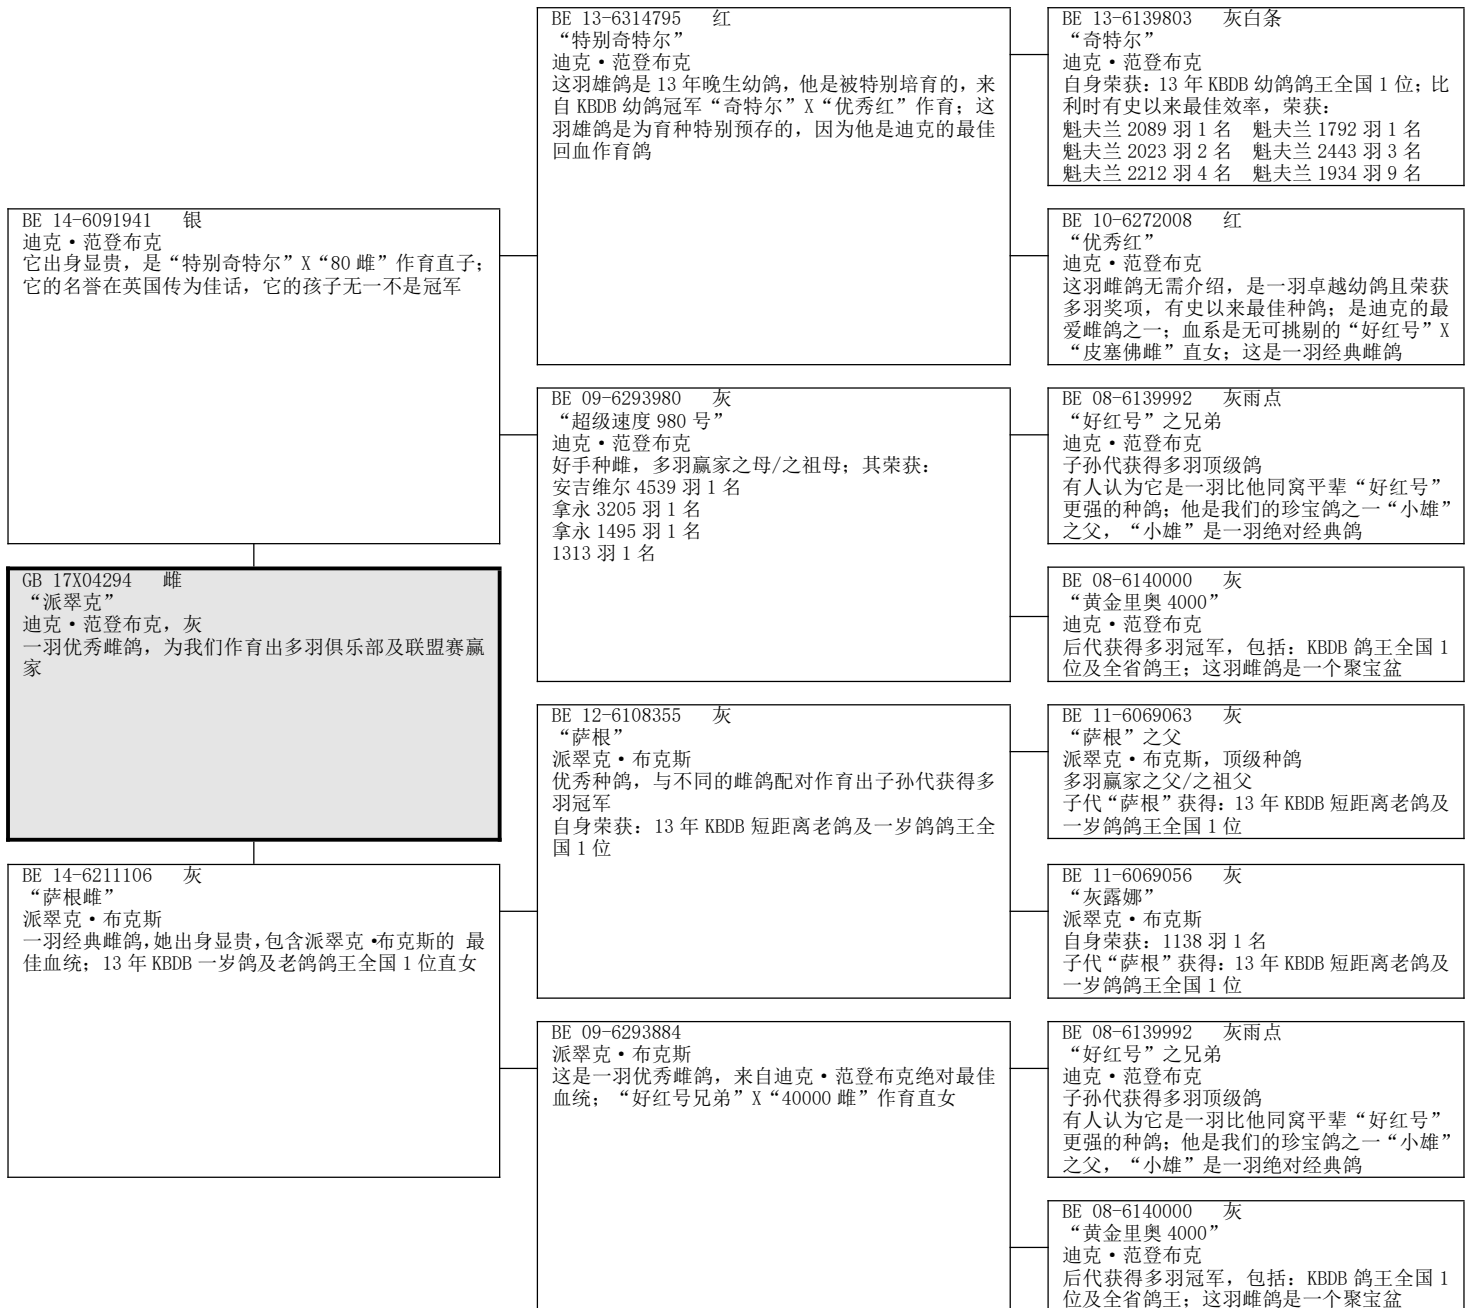 BE 14-6091941 银
迪克·范登布克
它出身显贵，是“特别奇特尔”X“80 雌”作育直子；
它的名誉在英国传为佳话，它的孩子无一不是冠军
GB 17X04294 雌
“派翠克”
迪克·范登布克，灰
一羽优秀雌鸽，为我们作育出多羽俱乐部及联盟赛赢
家
BE 14-6211106 灰
“萨根雌”
派翠克·布克斯
一羽经典雌鸽，她出身显贵，包含派翠克·布克斯的 最
佳血统；13 年 KBDB 一岁鸽及老鸽鸽王全国 1 位直女
BE 13-6314795 红
“特别奇特尔”
迪克·范登布克
这羽雄鸽是 13 年晚生幼鸽，他是被特别培育的，来
自 KBDB 幼鸽冠军“奇特尔”X“优秀红”作育；这
羽雄鸽是为育种特别预存的，因为他是迪克的最佳
回血作育鸽
BE 09-6293980 灰
“超级速度 980 号”
迪克·范登布克
好手种雌，多羽赢家之母/之祖母；其荣获：
安吉维尔 4539 羽 1 名
拿永 3205 羽 1 名
拿永 1495 羽 1 名
1313 羽 1 名
BE 12-6108355 灰
“萨根”
派翠克·布克斯
优秀种鸽，与不同的雌鸽配对作育出子孙代获得多
羽冠军
自身荣获：13 年 KBDB 短距离老鸽及一岁鸽鸽王全
国 1 位
BE 09-6293884
派翠克·布克斯
这是一羽优秀雌鸽，来自迪克·范登布克绝对最佳
血统；“好红号兄弟”X“40000 雌”作育直女
BE 13-6139803 灰白条
“奇特尔”
迪克·范登布克
自身荣获：13 年 KBDB 幼鸽鸽王全国 1 位；比
利时有史以来最佳效率，荣获：
魁夫兰 2089 羽 1 名 魁夫兰 1792 羽 1 名
魁夫兰 2023 羽 2 名 魁夫兰 2443 羽 3 名
魁夫兰 2212 羽 4 名 魁夫兰 1934 羽 9 名
BE 10-6272008 红
“优秀红”
迪克·范登布克
这羽雌鸽无需介绍，是一羽卓越幼鸽且荣获
多羽奖项，有史以来最佳种鸽；是迪克的最
爱雌鸽之一；血系是无可挑剔的“好红号”X
“皮塞佛雌”直女；这是一羽经典雌鸽
BE 08-6139992 灰雨点
“好红号”之兄弟
迪克·范登布克
子孙代获得多羽顶级鸽
有人认为它是一羽比他同窝平辈“好红号”
更强的种鸽；他是我们的珍宝鸽之一“小雄”
之父，“小雄”是一羽绝对经典鸽
BE 08-6140000 灰
“黄金里奥 4000”
迪克·范登布克
后代获得多羽冠军，包括：KBDB 鸽王全国 1
位及全省鸽王；这羽雌鸽是一个聚宝盆
BE 11-6069063 灰
“萨根”之父
派翠克·布克斯，顶级种鸽
多羽赢家之父/之祖父
子代“萨根”获得：13 年 KBDB 短距离老鸽及
一岁鸽鸽王全国 1 位
BE 11-6069056 灰
“灰露娜”
派翠克·布克斯
自身荣获：1138 羽 1 名
子代“萨根”获得：13 年 KBDB 短距离老鸽及
一岁鸽鸽王全国 1 位
BE 08-6139992 灰雨点
“好红号”之兄弟
迪克·范登布克
子孙代获得多羽顶级鸽
有人认为它是一羽比他同窝平辈“好红号”
更强的种鸽；他是我们的珍宝鸽之一“小雄”
之父，“小雄”是一羽绝对经典鸽
BE 08-6140000 灰
“黄金里奥 4000”
迪克·范登布克
后代获得多羽冠军，包括：KBDB 鸽王全国 1
位及全省鸽王；这羽雌鸽是一个聚宝盆